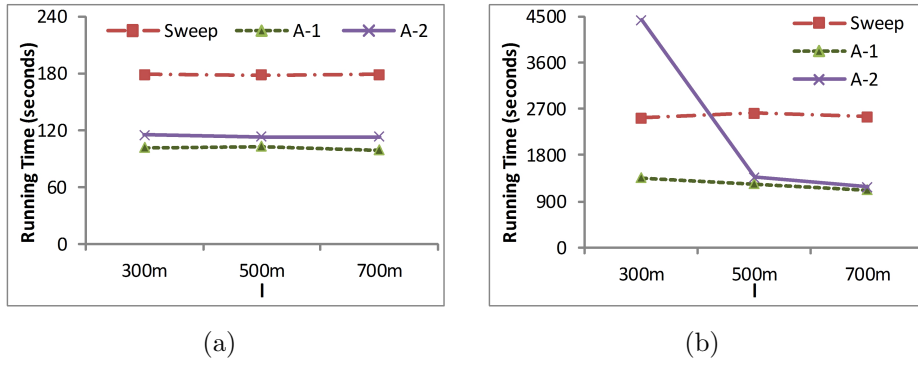 240
180
120
60
0
Running Time (seconds)
Sweep A-1 A-2
300m 500m 700m
l
(a)
4500
3600
2700
1800
900
0
Running Time (seconds)
Sweep
A-1
A-2
300m 500m 700m
l
(b)